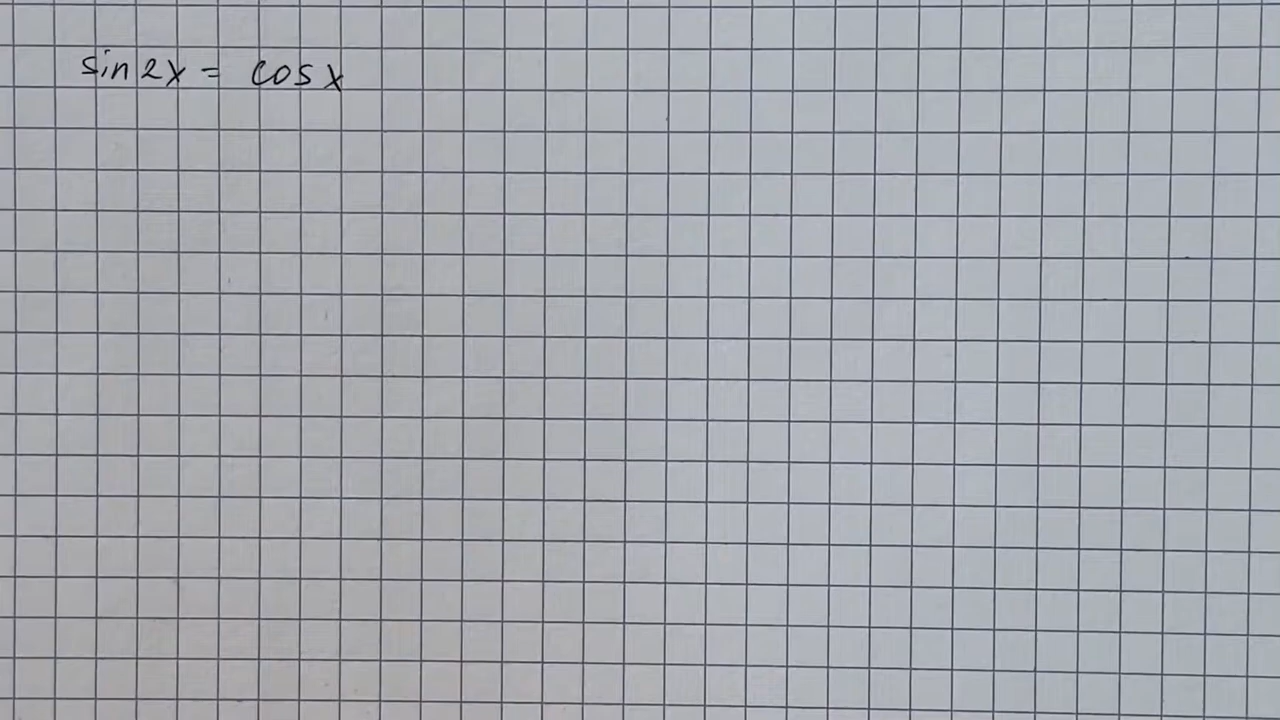 sin 2x = cos x